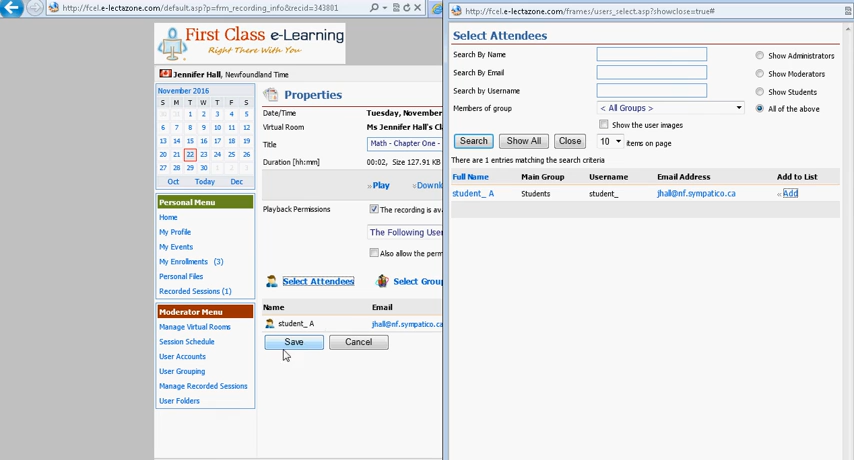 http://fcel.e-lectazone.com/default.asp?p=frm_recording_info&recid=343801
First Class e-Learning
Right There With You
Jennifer Hall, Newfoundland Time
November 2016
S M T W T F S
30 31 1 2 3 4 5
6 7 8 9 10 11 12
13 14 15 16 17 18 19
20 21 22 23 24 25 26
27 28 29 30
Oct Today Dec
Personal Menu
Home
My Profile
My Events
My Enrollments (3)
Personal Files
Recorded Sessions (1)
Moderator Menu
Manage Virtual Rooms
Session Schedule
User Accounts
User Grouping
Manage Recorded Sessions
User Folders
Properties
Date/Time Tuesday, November
Virtual Room Ms Jennifer Hall's Cl
Title Math - Chapter One -
Duration [hh:mm] 00:02, Size 127.91 KB
» Play » Downlo
Playback Permissions The recording is ava
The Following User
Also allow the perm
Select Attendees Select Group
Name Email
student_ A jhall@nf.sympatico.ca
Save Cancel
http://fcel.e-lectazone.com/frames/users_select.asp?showclose=true#
Select Attendees
Search By Name Show Administrators
Search By Email Show Moderators
Search by Username Show Students
Members of group < All Groups > All of the above
Show the user images
Search Show All Close 10 items on page
There are 1 entries matching the search criteria
Full Name Main Group Username Email Address Add to List
student_ A Students student_ jhall@nf.sympatico.ca « Add